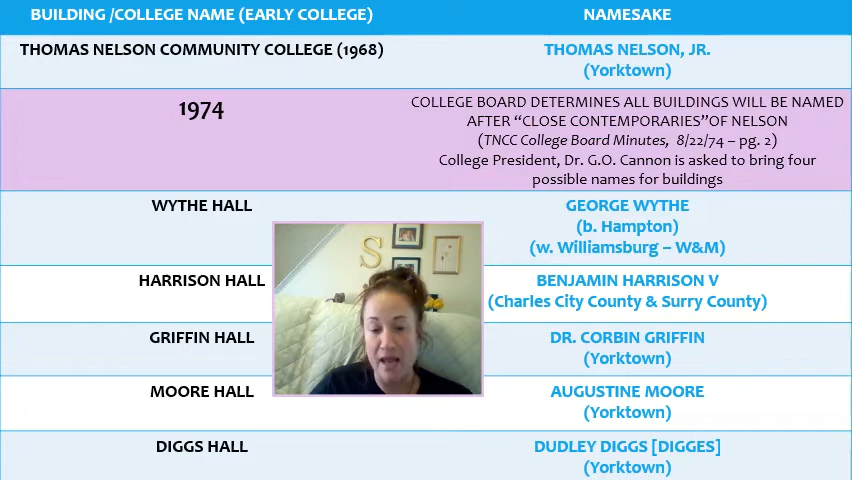 BUILDING /COLLEGE NAME (EARLY COLLEGE)
NAMESAKE
THOMAS NELSON COMMUNITY COLLEGE (1968)
THOMAS NELSON, JR.
(Yorktown)
1974
COLLEGE BOARD DETERMINES ALL BUILDINGS WILL BE NAMED
AFTER “CLOSE CONTEMPORARIES”OF NELSON
(TNCC College Board Minutes, 8/22/74 – pg. 2)
College President, Dr. G.O. Cannon is asked to bring four
possible names for buildings
WYTHE HALL
GEORGE WYTHE
(b. Hampton)
(w. Williamsburg – W&M)
HARRISON HALL
BENJAMIN HARRISON V
(Charles City County & Surry County)
GRIFFIN HALL
DR. CORBIN GRIFFIN
(Yorktown)
MOORE HALL
AUGUSTINE MOORE
(Yorktown)
DIGGS HALL
DUDLEY DIGGS [DIGGES]
(Yorktown)
S